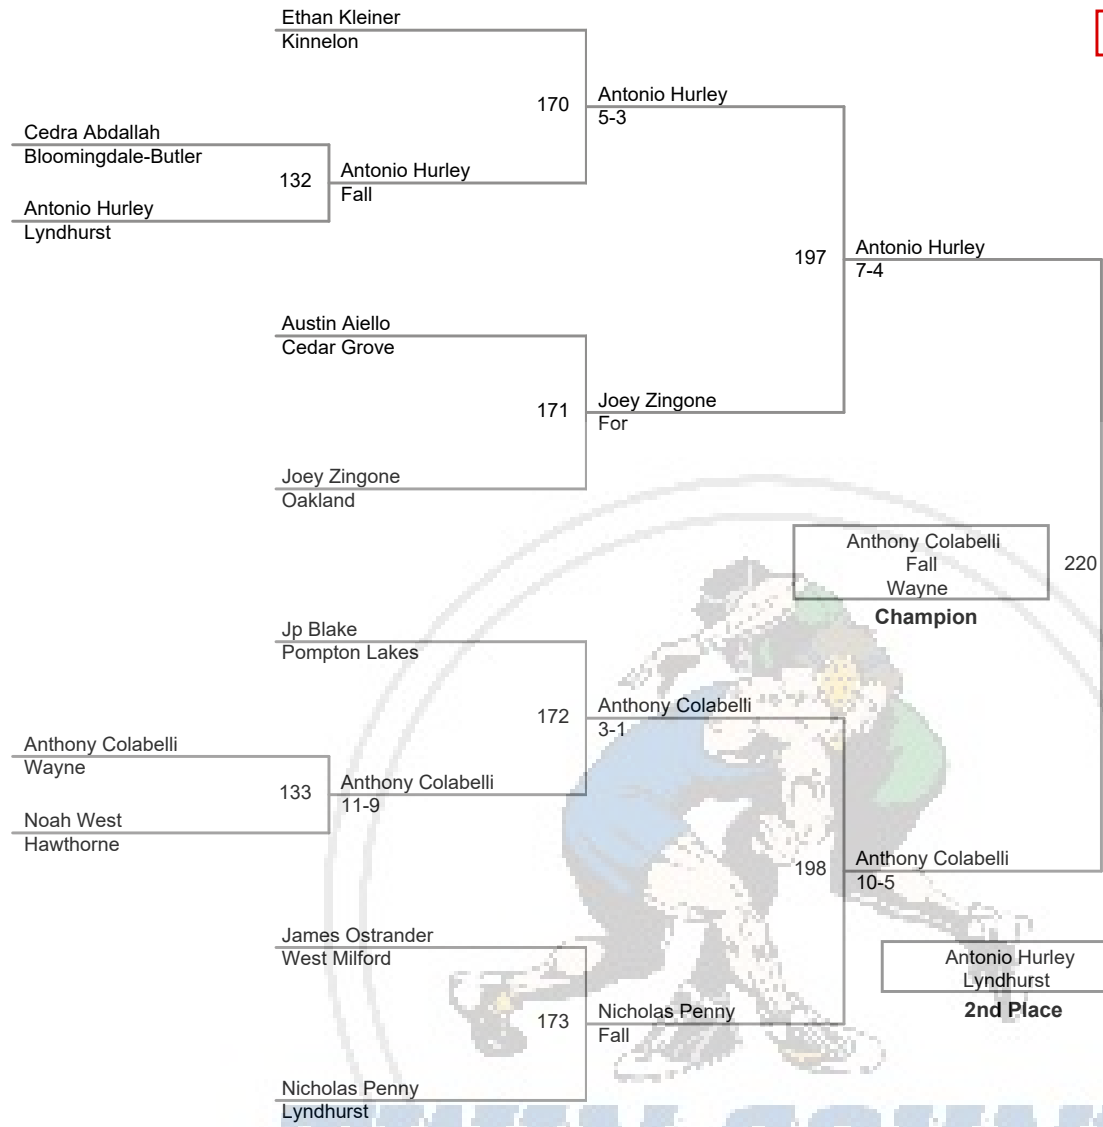 Ethan Kleiner
Kinnelon
170
Antonio Hurley
5-3
Cedra Abdallah
Bloomingdale-Butler
132
Antonio Hurley
Fall
Antonio Hurley
Lyndhurst
197
Antonio Hurley
7-4
Austin Aiello
Cedar Grove
171
Joey Zingone
For
Joey Zingone
Oakland
Anthony Colabelli
Fall
Wayne
220
Champion
Jp Blake
Pompton Lakes
172
Anthony Colabelli
3-1
Anthony Colabelli
Wayne
133
Anthony Colabelli
11-9
Noah West
Hawthorne
198
Anthony Colabelli
10-5
James Ostrander
West Milford
Antonio Hurley
Lyndhurst
2nd Place
173
Nicholas Penny
Fall
Nicholas Penny
Lyndhurst